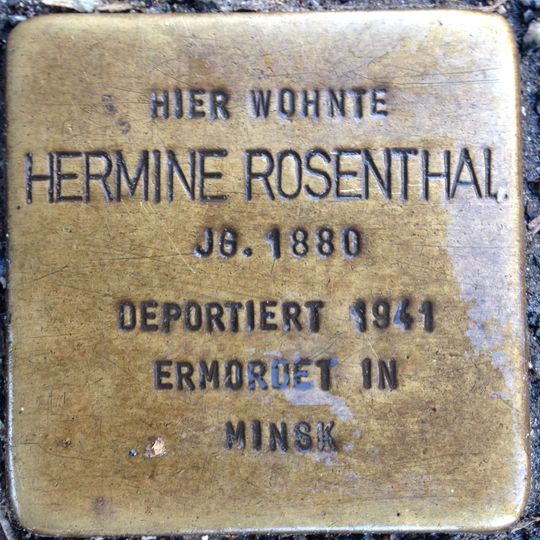 HIER WOHNTE
HERMINE ROSENTHAL
JG. 1880
DEPORTIERT 1941
ERMORDET IN
MINSK